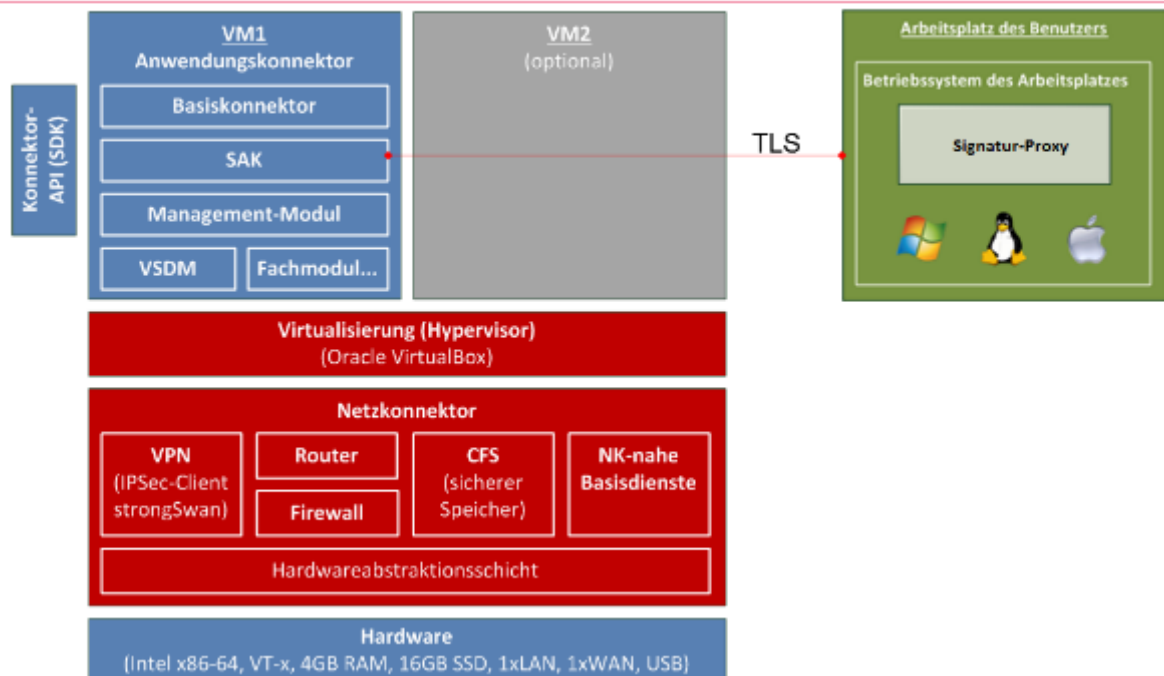 VM1
Anwendungskonnektor
Basiskonnektor
SAK
Management-Modul
VSDM
Fachmodul...
Konnektor-
API (SDK)
VM2
(optional)
TLS
Arbeitsplatz des Benutzers
Betriebssystem des Arbeitsplatzes
Signatur-Proxy
Virtualisierung (Hypervisor)
(Oracle VirtualBox)
Netzkonnektor
VPN
(IPSec-Client
strongSwan)
Router
Firewall
CFS
(sicherer
Speicher)
NK-nahe
Basisdienste
Hardwareabstraktionsschicht
Hardware
(Intel x86-64, VT-x, 4GB RAM, 16GB SSD, 1xLAN, 1xWAN, USB)